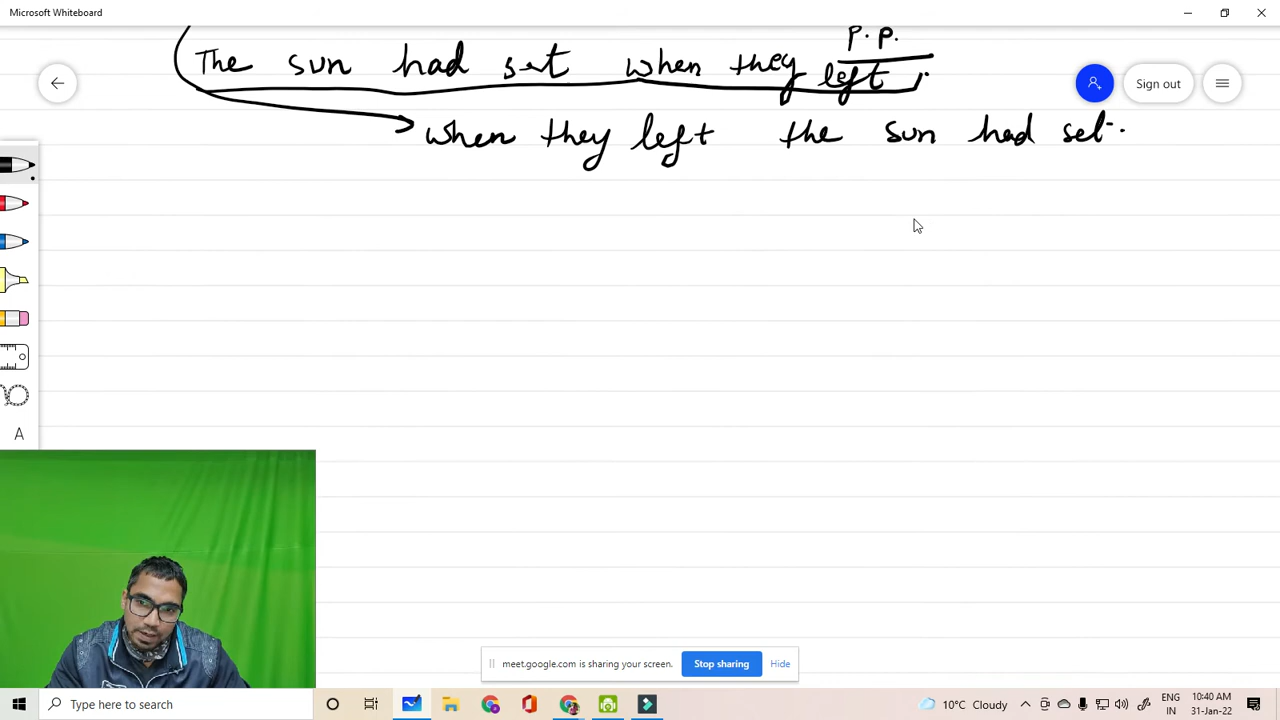 Microsoft Whiteboard
P.P.
The sun had set when they left.
Sign out
when they left the sun had set.
A
meet.google.com is sharing your screen.
Stop sharing
Hide
Type here to search
10°C Cloudy
ENG
IN
10:40 AM
31-Jan-22